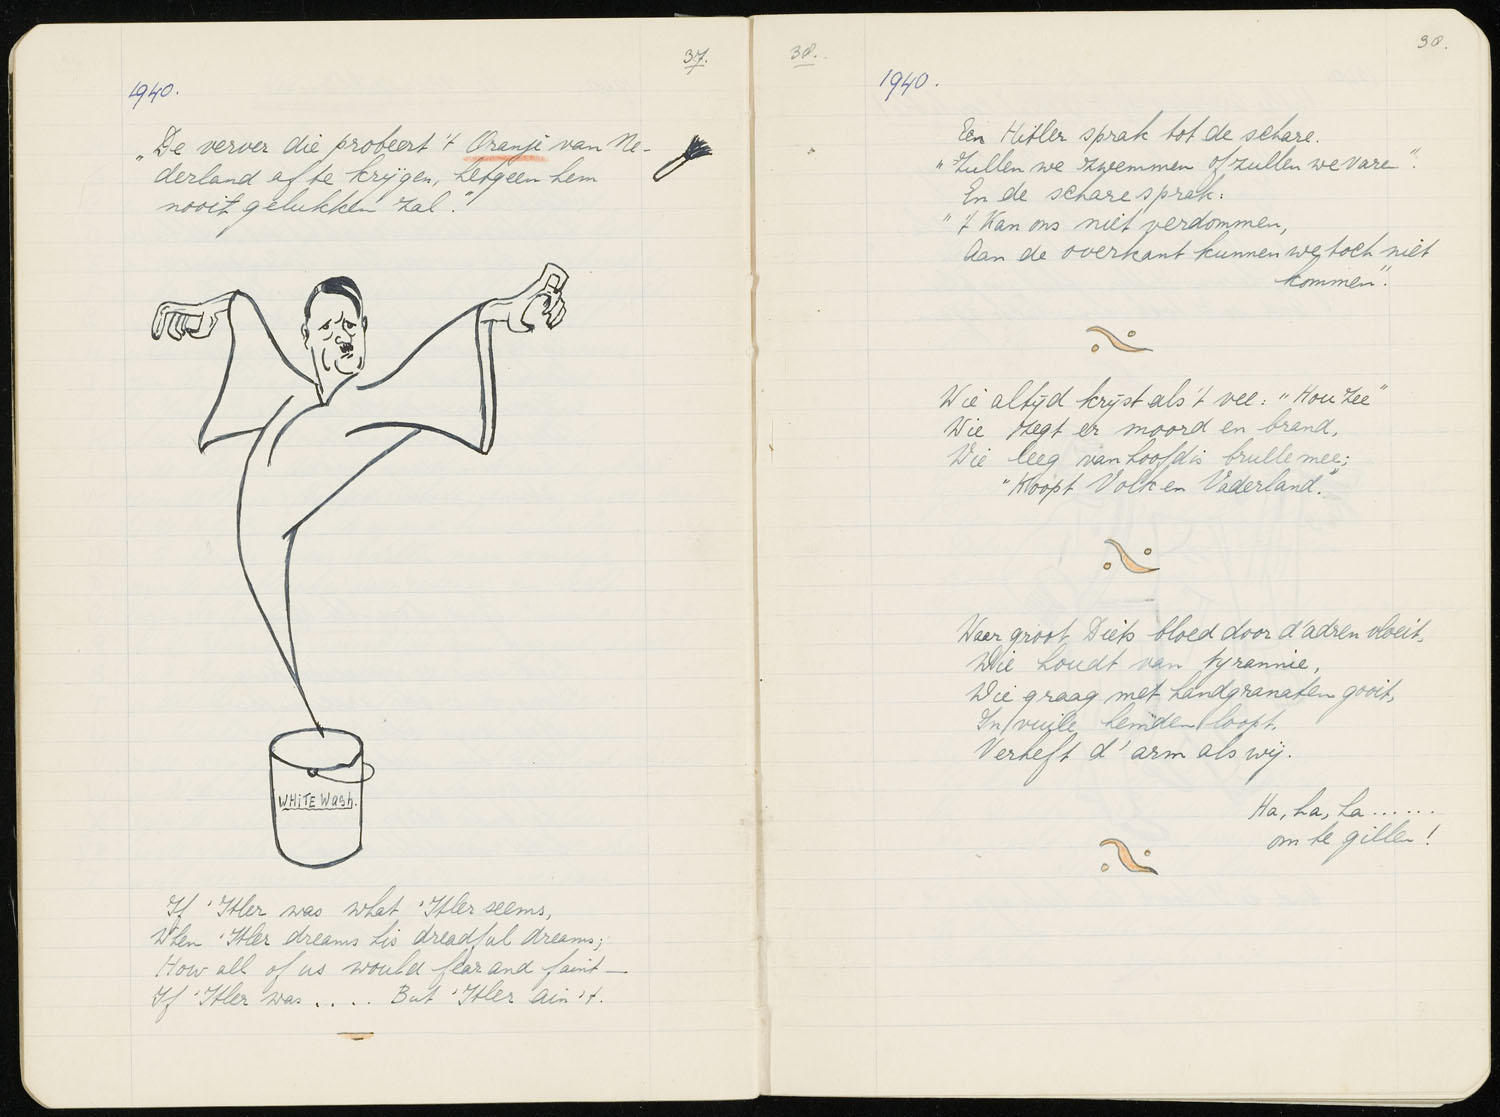 37.
1940.
„De verver die probeert 't Oranje van Ne-
derland af te krijgen, hetgeen hem
nooit gelukken zal."
WHITE Wash.
If 'Itler was what 'Itler seems,
When 'Itler dreams his dreadful dreams;
How all of us would fear and faint —
If 'Itler was .... But 'Itler ain't.
38.
38.
1940.
En Hitler sprak tot de schare.
"Zullen we zwemmen of zullen we vare".
En de schare sprak:
"'t Kan ons niet verdommen,
Aan de overkant kunnen we toch niet
kommen".
Wie altijd krijst als 't vee: "Hou Zee"
Wie zegt er moord en brand,
Wie leeg van hoofd is brulle mee;
"Hoopt Volk en Vaderland."
Waar groot Diets bloed door d'adren vloeit,
Wie houdt van tyrannie,
Wie graag met handgranaten gooit,
In vuile hemden loopt,
Verheft d' arm als wij.
Ha, ha, ha ......
om te gillen!